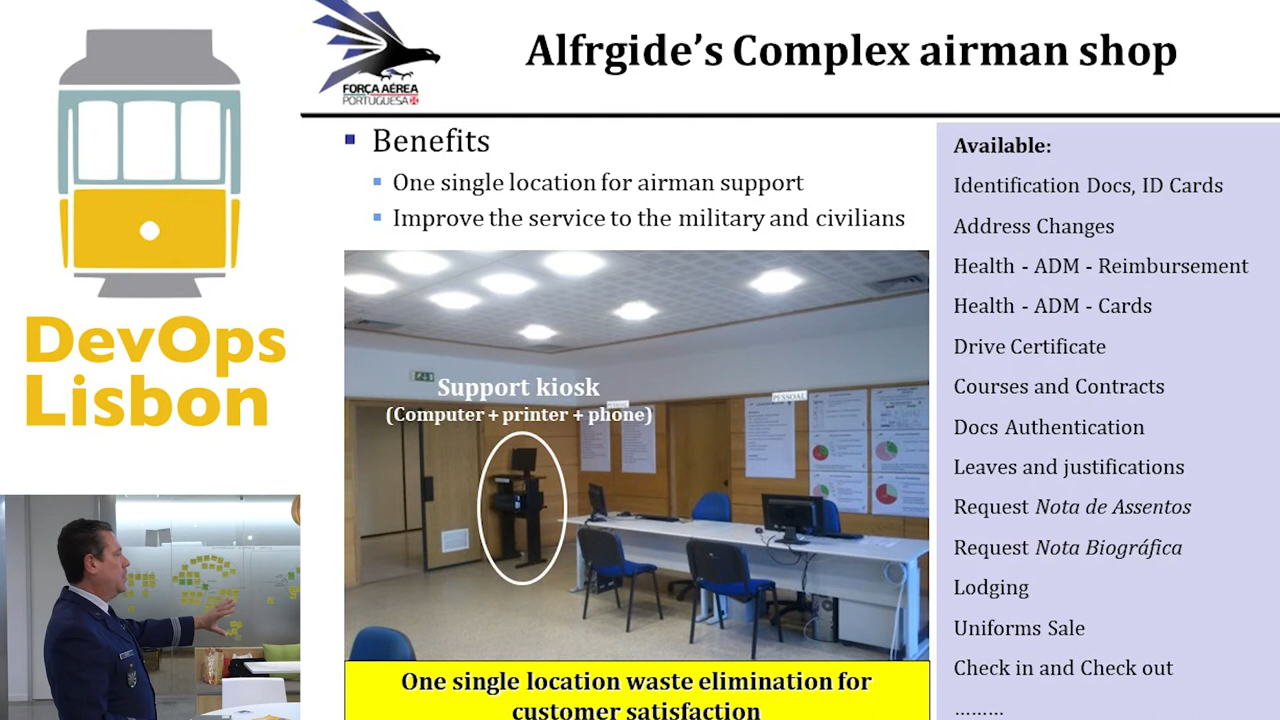 DevOps
Lisbon
FORÇA AÉREA
PORTUGUESA
Alfrgide's Complex airman shop
Benefits
One single location for airman support
Improve the service to the military and civilians
Support kiosk
(Computer + printer + phone)
PESSOAL
One single location waste elimination for
customer satisfaction
Available:
Identification Docs, ID Cards
Address Changes
Health - ADM - Reimbursement
Health - ADM - Cards
Drive Certificate
Courses and Contracts
Docs Authentication
Leaves and justifications
Request Nota de Assentos
Request Nota Biográfica
Lodging
Uniforms Sale
Check in and Check out
.........